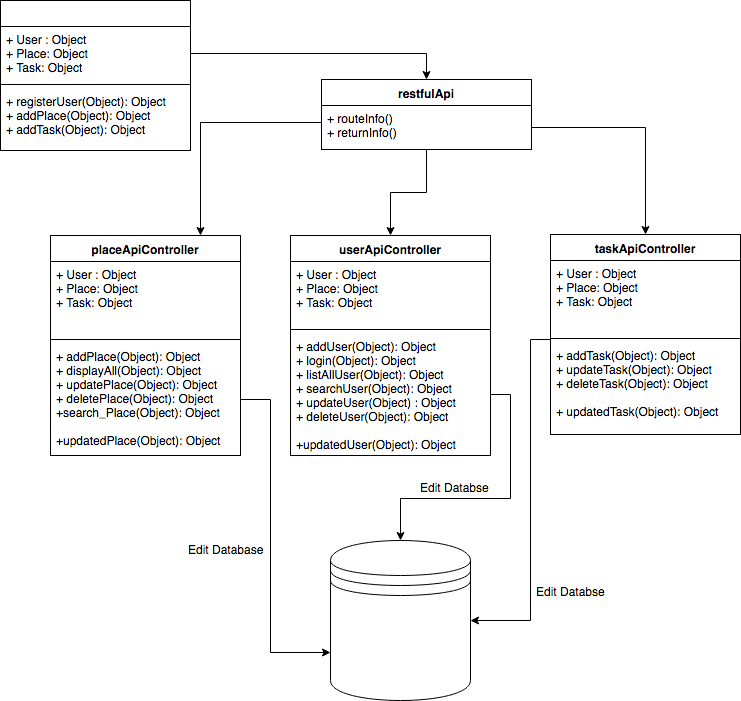 + User : Object
+ Place: Object
+ Task: Object
+ registerUser(Object): Object
+ addPlace(Object): Object
+ addTask(Object): Object
restfulApi
+ routeInfo()
+ returnInfo()
placeApiController
+ User : Object
+ Place: Object
+ Task: Object
+ addPlace(Object): Object
+ displayAll(Object): Object
+ updatePlace(Object): Object
+ deletePlace(Object): Object
+search_Place(Object): Object
+updatedPlace(Object): Object
userApiController
+ User : Object
+ Place: Object
+ Task: Object
+ addUser(Object): Object
+ login(Object): Object
+ listAllUser(Object): Object
+ searchUser(Object): Object
+ updateUser(Object) : Object
+ deleteUser(Object): Object
+updatedUser(Object): Object
taskApiController
+ User : Object
+ Place: Object
+ Task: Object
+ addTask(Object): Object
+ updateTask(Object): Object
+ deleteTask(Object): Object
+ updatedTask(Object): Object
Edit Databse
Edit Database
Edit Databse